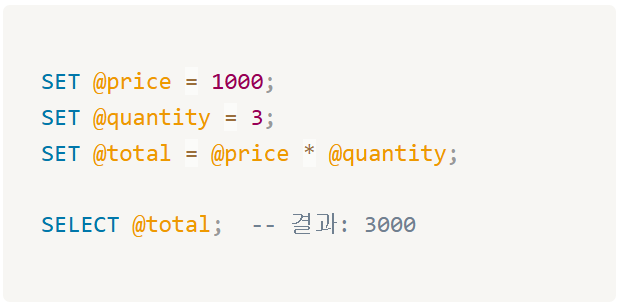 SET @price = 1000;
SET @quantity = 3;
SET @total = @price * @quantity;
SELECT @total;  -- 결과: 3000